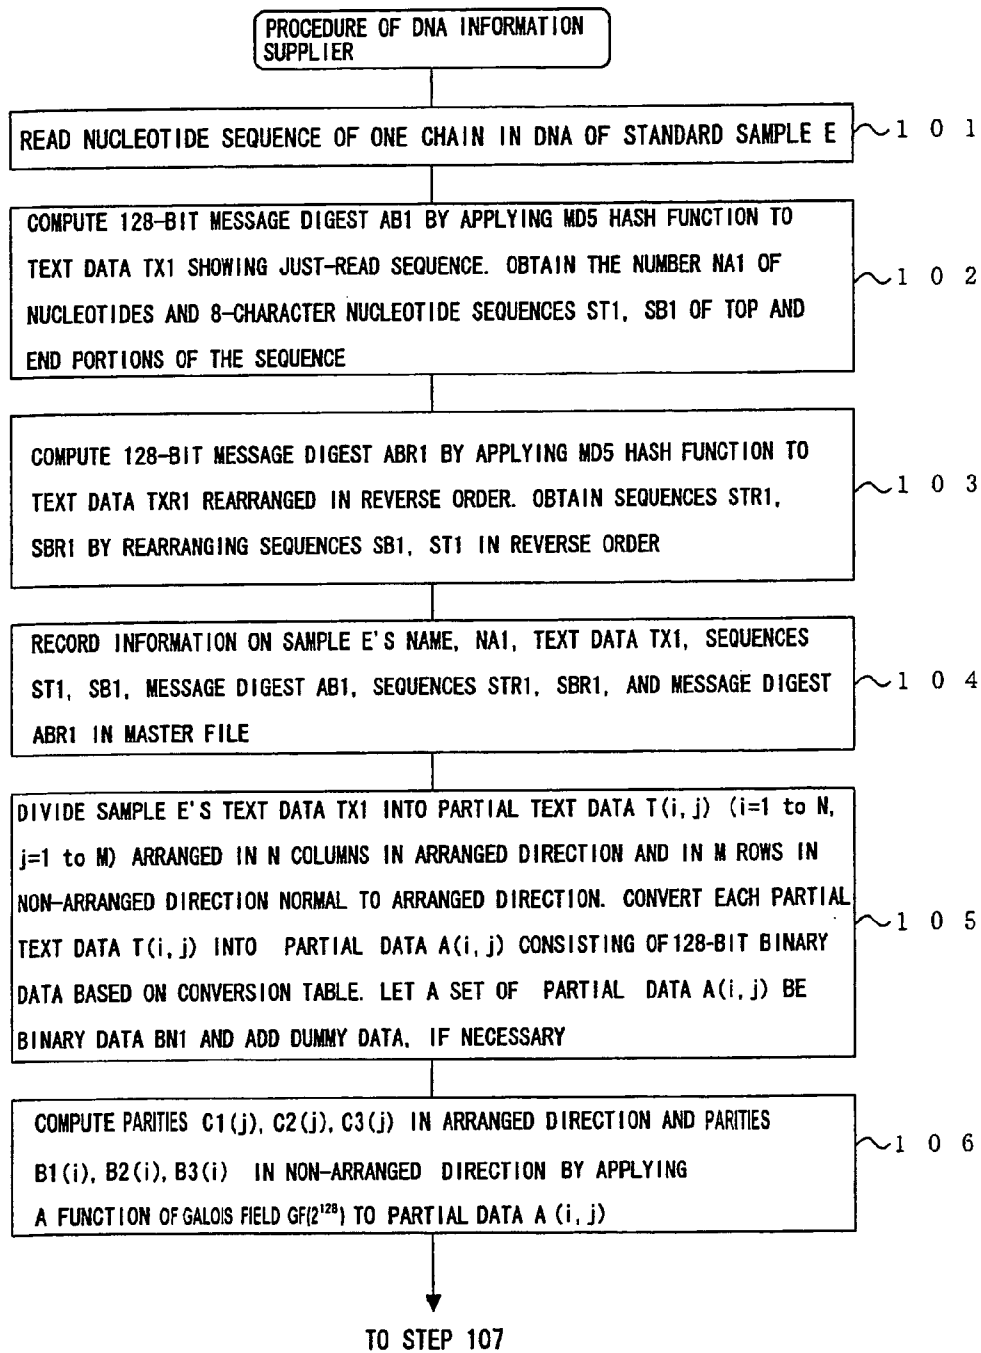 PROCEDURE OF DNA INFORMATION
SUPPLIER
READ NUCLEOTIDE SEQUENCE OF ONE CHAIN IN DNA OF STANDARD SAMPLE E
101
COMPUTE 128-BIT MESSAGE DIGEST AB1 BY APPLYING MD5 HASH FUNCTION TO
TEXT DATA TX1 SHOWING JUST-READ SEQUENCE. OBTAIN THE NUMBER NA1 OF
NUCLEOTIDES AND 8-CHARACTER NUCLEOTIDE SEQUENCES ST1, SB1 OF TOP AND
END PORTIONS OF THE SEQUENCE
102
COMPUTE 128-BIT MESSAGE DIGEST ABR1 BY APPLYING MD5 HASH FUNCTION TO
TEXT DATA TXR1 REARRANGED IN REVERSE ORDER. OBTAIN SEQUENCES STR1,
SBR1 BY REARRANGING SEQUENCES SB1, ST1 IN REVERSE ORDER
103
RECORD INFORMATION ON SAMPLE E'S NAME, NA1, TEXT DATA TX1, SEQUENCES
ST1, SB1, MESSAGE DIGEST AB1, SEQUENCES STR1, SBR1, AND MESSAGE DIGEST
ABR1 IN MASTER FILE
104
DIVIDE SAMPLE E'S TEXT DATA TX1 INTO PARTIAL TEXT DATA T(i, j) (i=1 to N,
j=1 to M) ARRANGED IN N COLUMNS IN ARRANGED DIRECTION AND IN M ROWS IN
NON-ARRANGED DIRECTION NORMAL TO ARRANGED DIRECTION. CONVERT EACH PARTIAL
TEXT DATA T(i, j) INTO PARTIAL DATA A(i, j) CONSISTING OF 128-BIT BINARY
DATA BASED ON CONVERSION TABLE. LET A SET OF PARTIAL DATA A(i, j) BE
BINARY DATA BN1 AND ADD DUMMY DATA, IF NECESSARY
105
COMPUTE PARITIES C1(j), C2(j), C3(j) IN ARRANGED DIRECTION AND PARITIES
B1(i), B2(i), B3(i) IN NON-ARRANGED DIRECTION BY APPLYING
A FUNCTION OF GALOIS FIELD GF(2¹²⁸) TO PARTIAL DATA A (i, j)
106
TO STEP 107